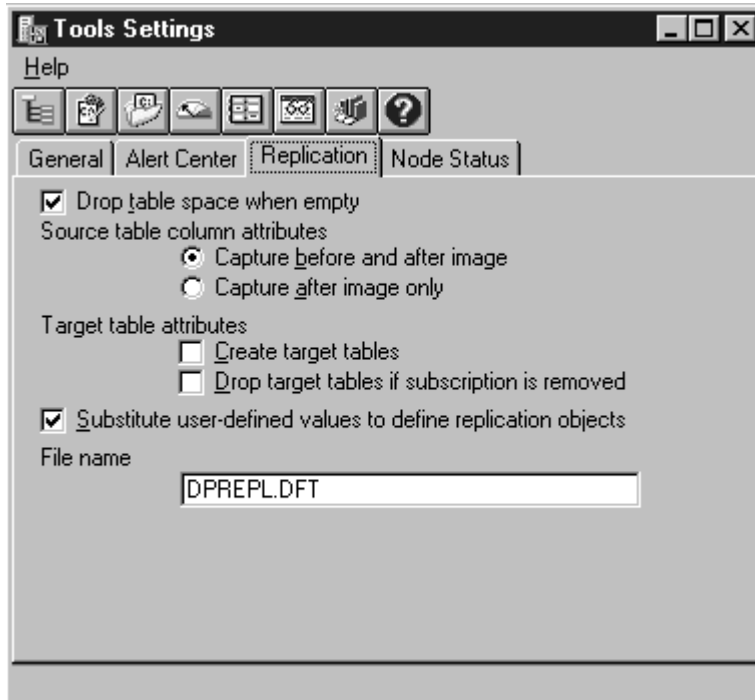 Tools Settings
Help
General Alert Center Replication Node Status
Drop table space when empty
Source table column attributes
Capture before and after image
Capture after image only
Target table attributes
Create target tables
Drop target tables if subscription is removed
Substitute user-defined values to define replication objects
File name
DPREPL.DFT